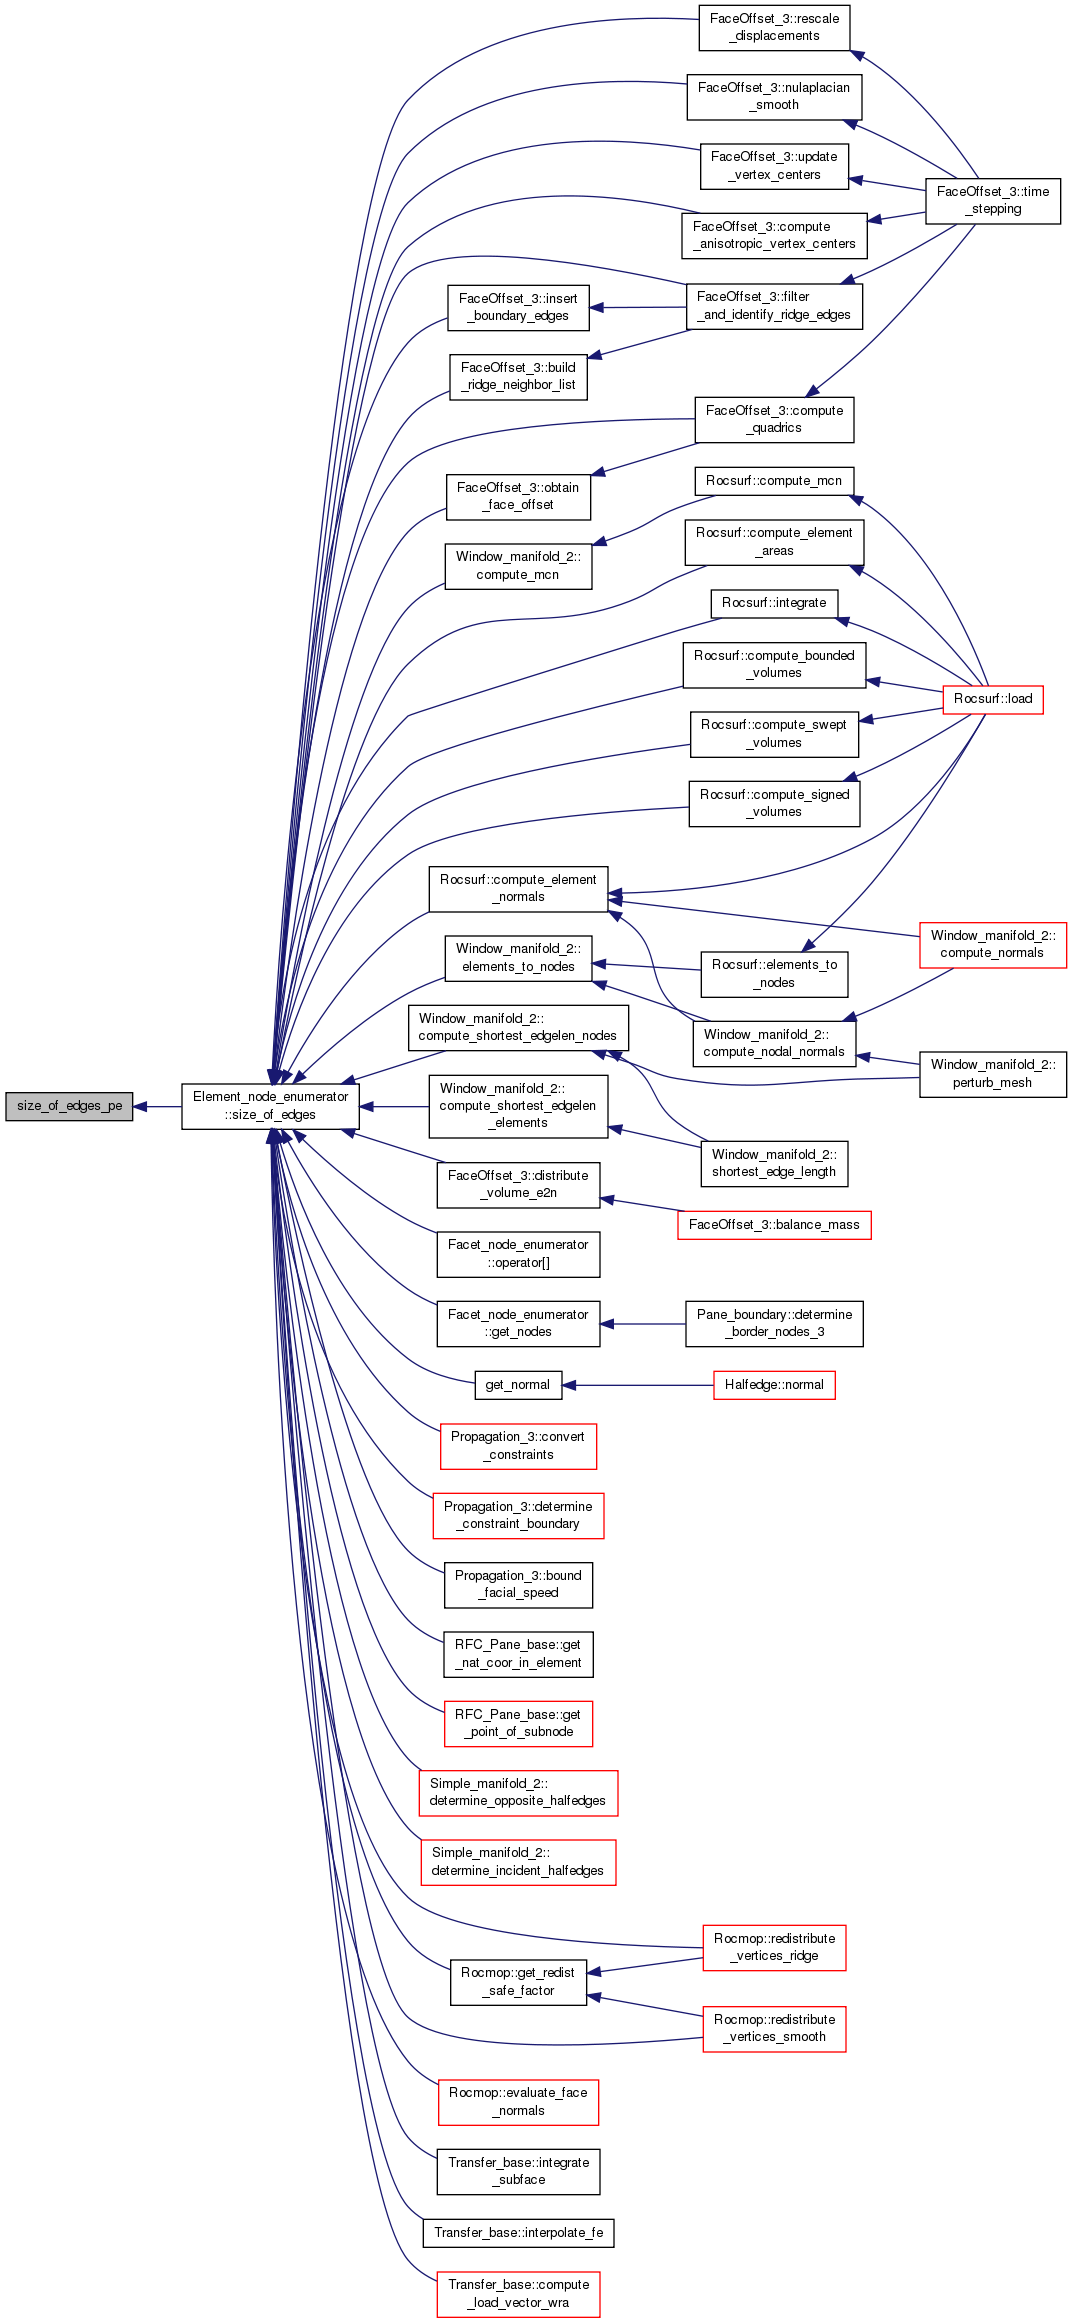 FaceOffset_3::rescale
_displacements
FaceOffset_3::nulaplacian
_smooth
FaceOffset_3::update
_vertex_centers
FaceOffset_3::time
_stepping
FaceOffset_3::compute
_anisotropic_vertex_centers
FaceOffset_3::insert
_boundary_edges
FaceOffset_3::filter
_and_identify_ridge_edges
FaceOffset_3::build
_ridge_neighbor_list
FaceOffset_3::compute
_quadrics
FaceOffset_3::obtain
_face_offset
Rocsurf::compute_mcn
Window_manifold_2::
compute_mcn
Rocsurf::compute_element
_areas
Rocsurf::integrate
Rocsurf::compute_bounded
_volumes
Rocsurf::load
Rocsurf::compute_swept
_volumes
Rocsurf::compute_signed
_volumes
Rocsurf::compute_element
_normals
Window_manifold_2::
elements_to_nodes
Rocsurf::elements_to
_nodes
Window_manifold_2::
compute_normals
Window_manifold_2::
compute_shortest_edgelen_nodes
Window_manifold_2::
compute_nodal_normals
Window_manifold_2::
perturb_mesh
size_of_edges_pe
Element_node_enumerator
::size_of_edges
Window_manifold_2::
compute_shortest_edgelen
_elements
Window_manifold_2::
shortest_edge_length
FaceOffset_3::distribute
_volume_e2n
FaceOffset_3::balance_mass
Facet_node_enumerator
::operator[]
Facet_node_enumerator
::get_nodes
Pane_boundary::determine
_border_nodes_3
get_normal
Halfedge::normal
Propagation_3::convert
_constraints
Propagation_3::determine
_constraint_boundary
Propagation_3::bound
_facial_speed
RFC_Pane_base::get
_nat_coor_in_element
RFC_Pane_base::get
_point_of_subnode
Simple_manifold_2::
determine_opposite_halfedges
Simple_manifold_2::
determine_incident_halfedges
Rocmop::redistribute
_vertices_ridge
Rocmop::get_redist
_safe_factor
Rocmop::redistribute
_vertices_smooth
Rocmop::evaluate_face
_normals
Transfer_base::integrate
_subface
Transfer_base::interpolate_fe
Transfer_base::compute
_load_vector_wra